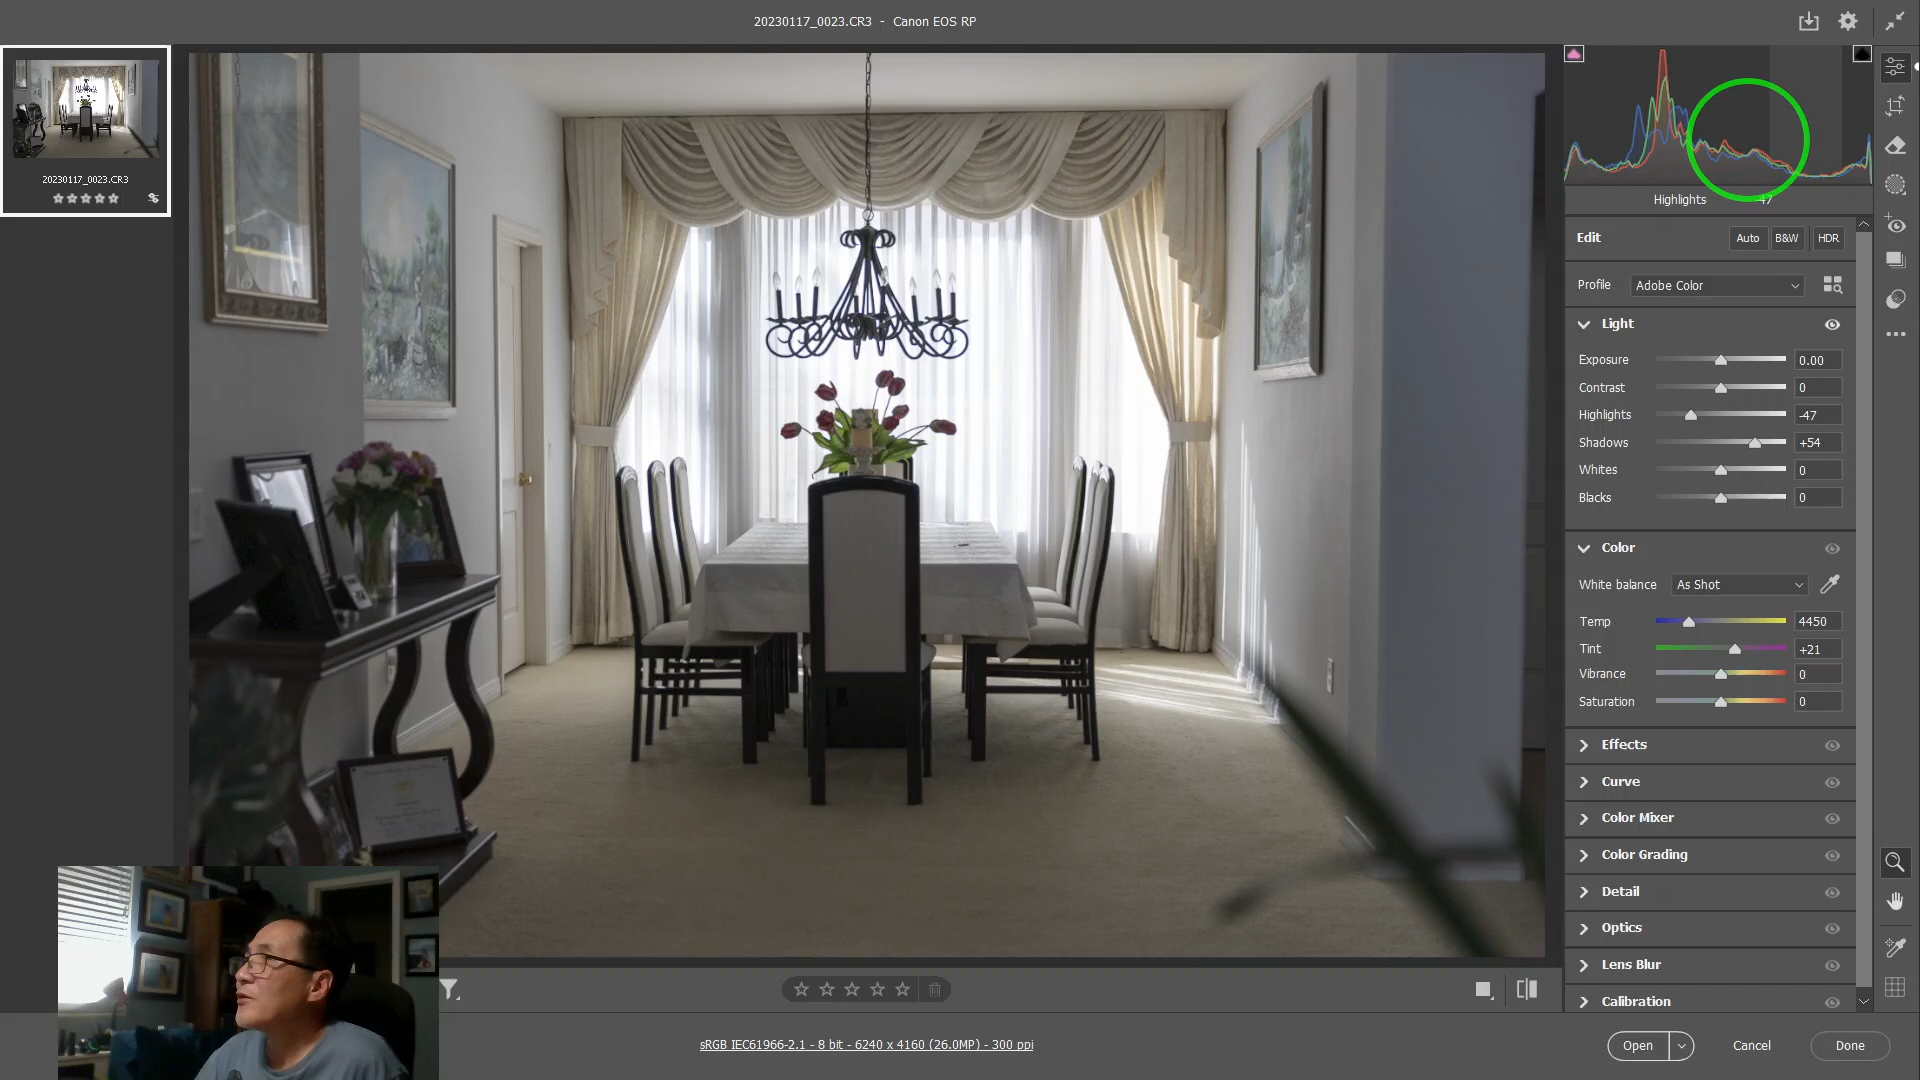 20230117_0023.CR3 - Canon EOS RP
20230117_0023.CR3
Highlights -47
Edit
Auto
B&W
HDR
Profile
Adobe Color
Light
Exposure
0.00
Contrast
0
Highlights
-47
Shadows
+54
Whites
0
Blacks
0
Color
White balance
As Shot
Temp
4450
Tint
+21
Vibrance
0
Saturation
0
Effects
Curve
Color Mixer
Color Grading
Detail
Optics
Lens Blur
Calibration
sRGB IEC61966-2.1 - 8 bit - 6240 x 4160 (26.0MP) - 300 ppi
Open
Cancel
Done